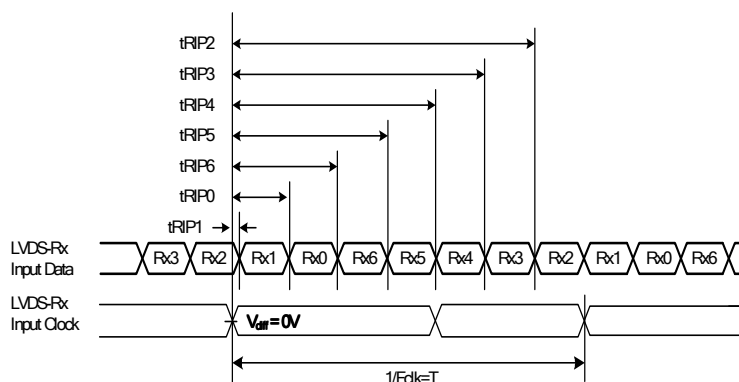 tRIP2
tRIP3
tRIP4
tRIP5
tRIP6
tRIP0
tRIP1
LVDS-Rx
Input Data
Rx3 Rx2 Rx1 Rx0 Rx6 Rx5 Rx4 Rx3 Rx2 Rx1 Rx0 Rx6
LVDS-Rx
Input Clock
Vdiff = 0V
1/Fclk=T